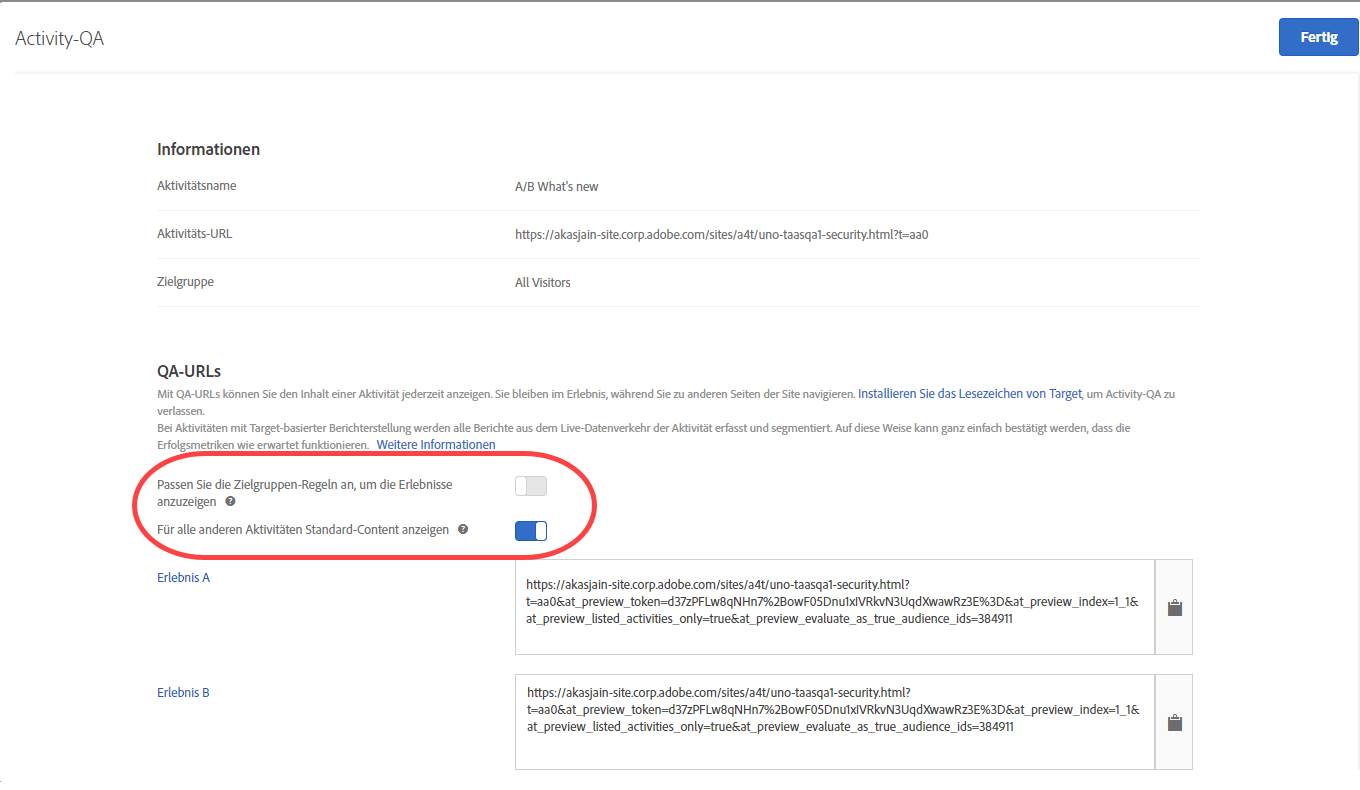 Activity-QA
Fertig
Informationen
Aktivitätsname
A/B What's new
Aktivitäts-URL
https://akasjain-site.corp.adobe.com/sites/a4t/uno-taasqa1-security.html?t=aa0
Zielgruppe
All Visitors
QA-URLs
Mit QA-URLs können Sie den Inhalt einer Aktivität jederzeit anzeigen. Sie bleiben im Erlebnis, während Sie zu anderen Seiten der Site navigieren. Installieren Sie das Lesezeichen von Target, um Activity-QA zu
verlassen.
Bei Aktivitäten mit Target-basierter Berichterstellung werden alle Berichte aus dem Live-Datenverkehr der Aktivität erfasst und segmentiert. Auf diese Weise kann ganz einfach bestätigt werden, dass die
Erfolgsmetriken wie erwartet funktionieren. Weitere Informationen
Passen Sie die Zielgruppen-Regeln an, um die Erlebnisse
anzuzeigen ?
Für alle anderen Aktivitäten Standard-Content anzeigen ?
Erlebnis A
https://akasjain-site.corp.adobe.com/sites/a4t/uno-taasqa1-security.html?
t=aa0&at_preview_token=d37zPFLw8qNHn7%2BowF05Dnu1xIVRkvN3UqdXwawRz3E%3D&at_preview_index=1_1&
at_preview_listed_activities_only=true&at_preview_evaluate_as_true_audience_ids=384911
Erlebnis B
https://akasjain-site.corp.adobe.com/sites/a4t/uno-taasqa1-security.html?
t=aa0&at_preview_token=d37zPFLw8qNHn7%2BowF05Dnu1xIVRkvN3UqdXwawRz3E%3D&at_preview_index=1_1&
at_preview_listed_activities_only=true&at_preview_evaluate_as_true_audience_ids=384911